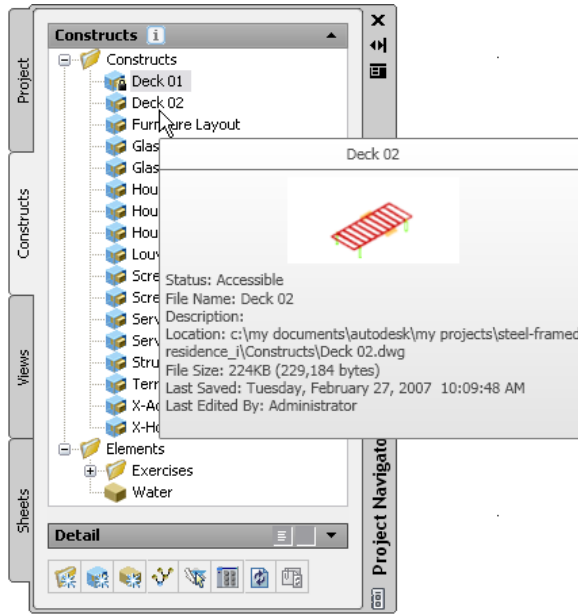 Constructs
Constructs
Deck 01
Deck 02
Furniture Layout
Glas
Glas
Hou
Hou
Hou
Louv
Scre
Scre
Serv
Serv
Stru
Terr
X-Ac
X-Ho
Elements
Exercises
Water
Detail
Project
Constructs
Views
Sheets
Project Navigato
Deck 02
Status: Accessible
File Name: Deck 02
Description:
Location: c:\my documents\autodesk\my projects\steel-framed
residence_i\Constructs\Deck 02.dwg
File Size: 224KB (229,184 bytes)
Last Saved: Tuesday, February 27, 2007 10:09:48 AM
Last Edited By: Administrator